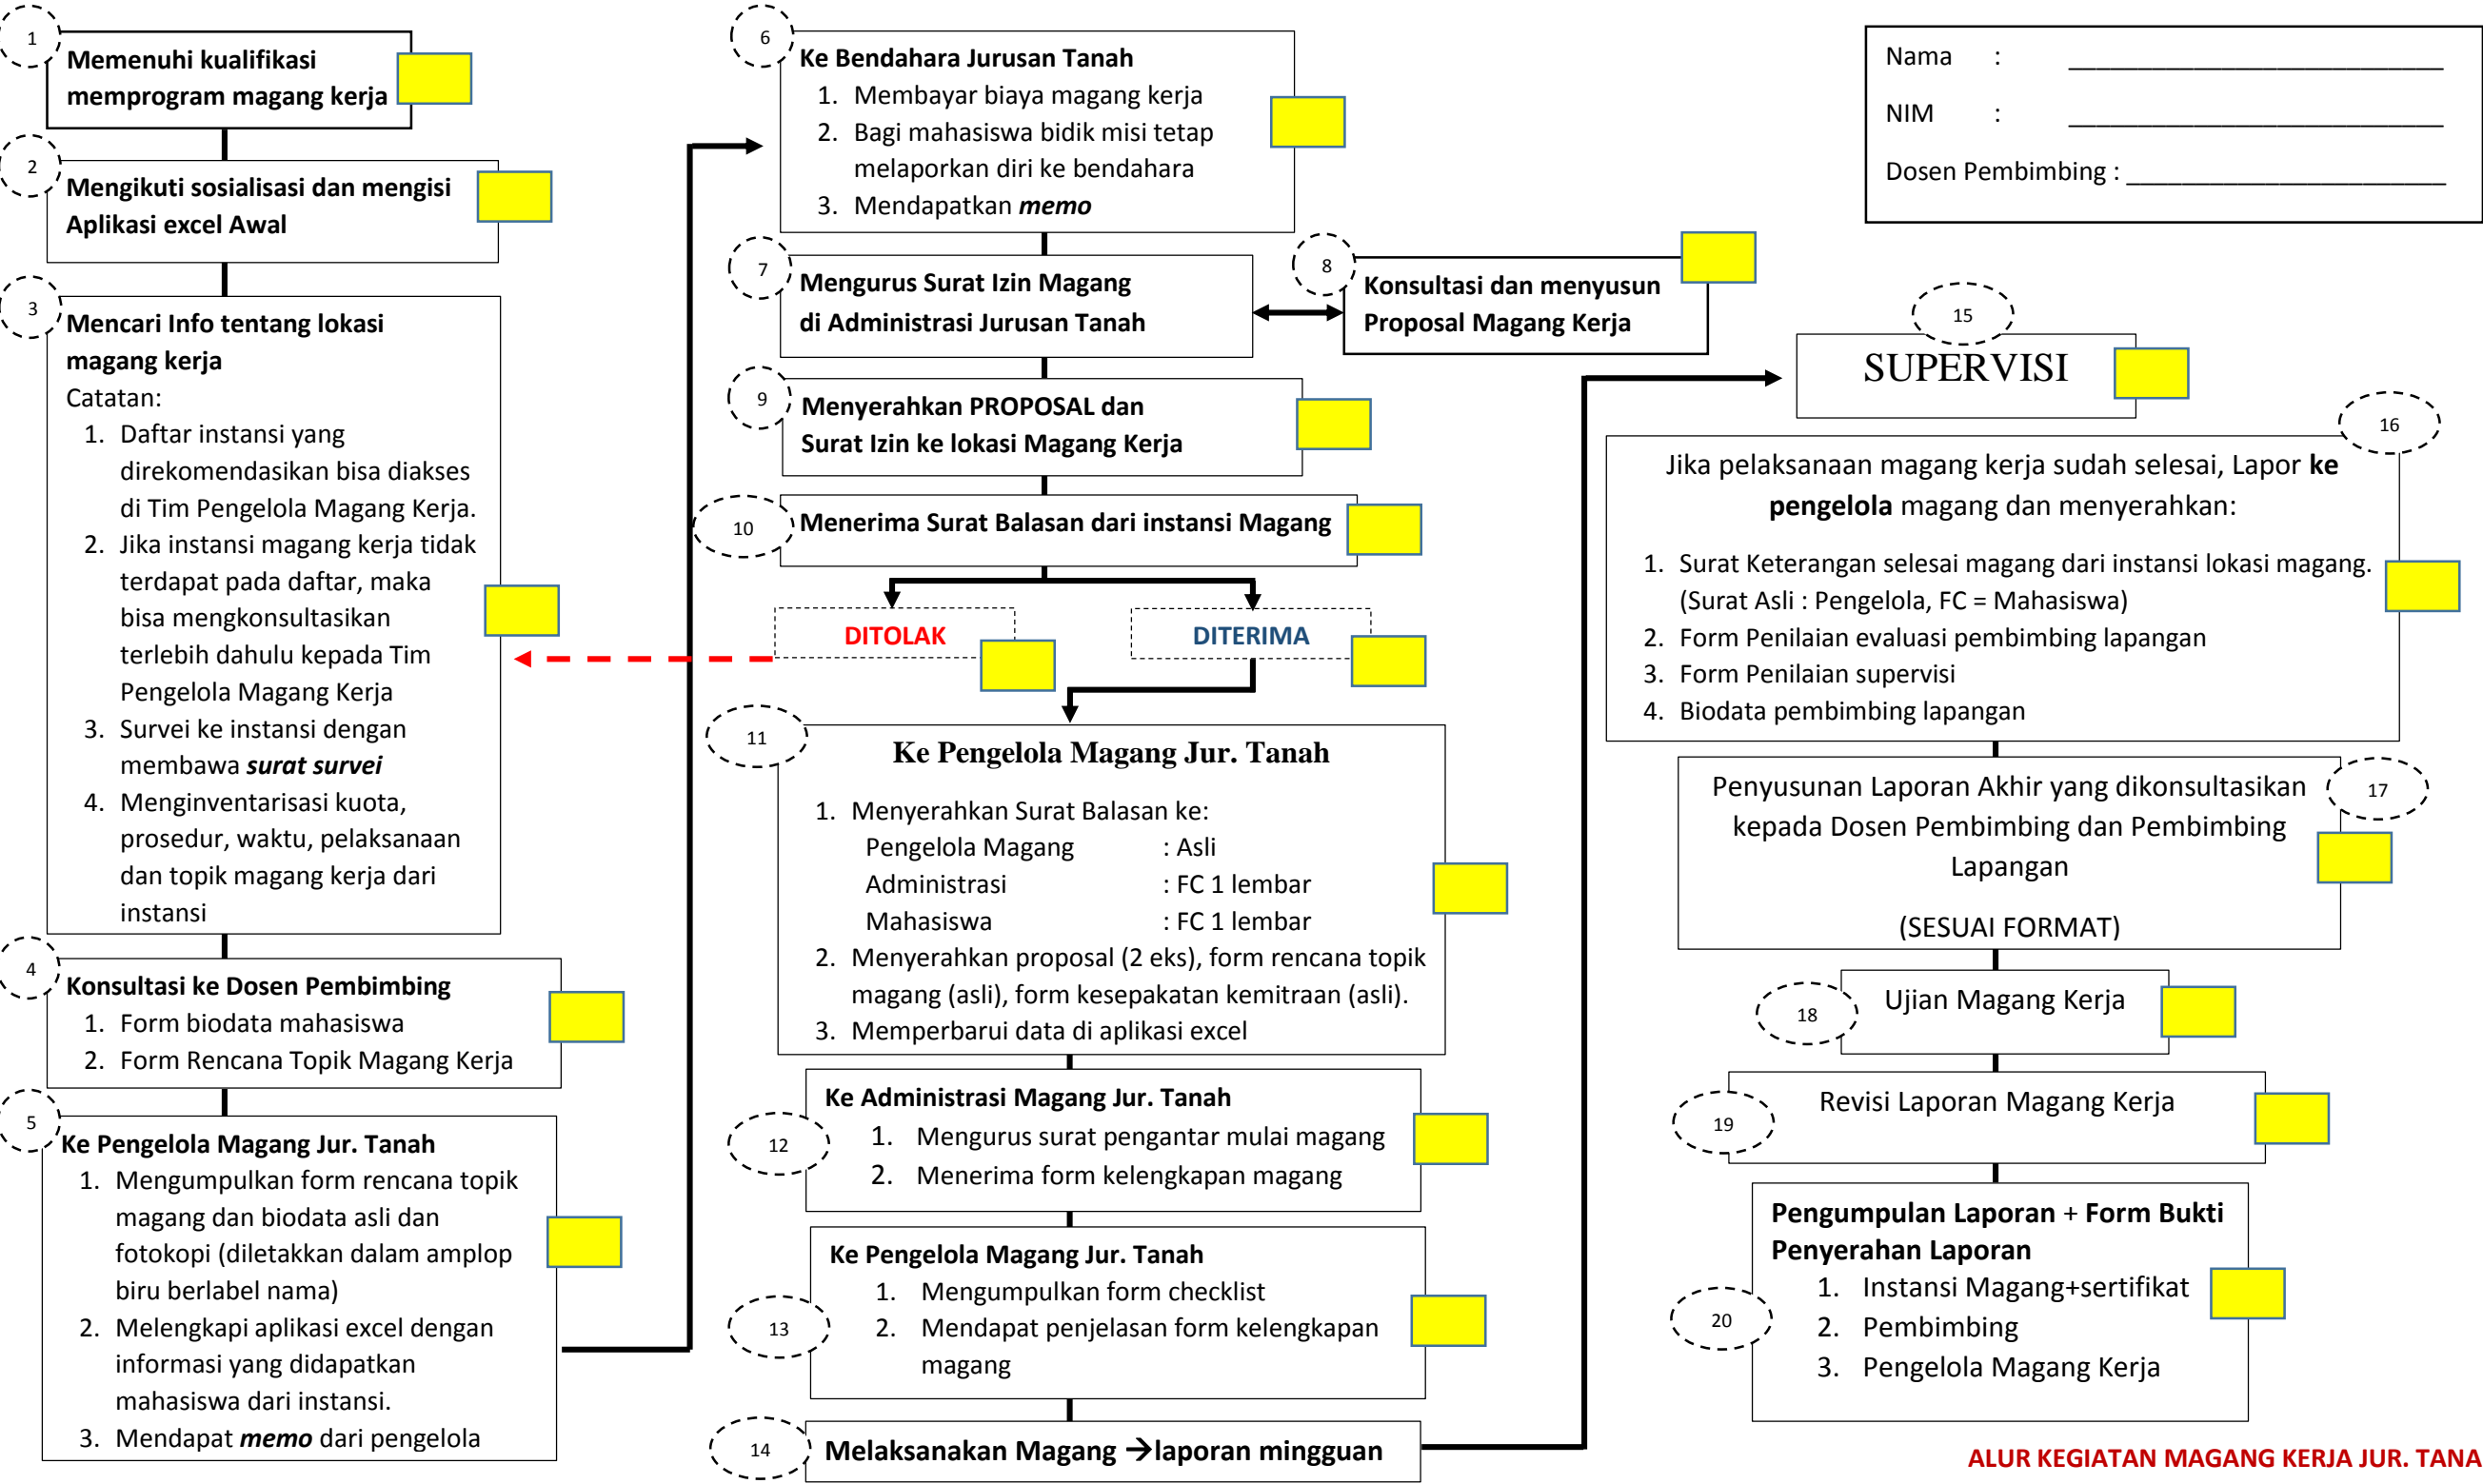 1
Memenuhi kualifikasi
memprogram magang kerja
2
Mengikuti sosialisasi dan mengisi
Aplikasi excel Awal
3
Mencari Info tentang lokasi
magang kerja
Catatan:
1. Daftar instansi yang
direkomendasikan bisa diakses
di Tim Pengelola Magang Kerja.
2. Jika instansi magang kerja tidak
terdapat pada daftar, maka
bisa mengkonsultasikan
terlebih dahulu kepada Tim
Pengelola Magang Kerja
3. Survei ke instansi dengan
membawa surat survei
4. Menginventarisasi kuota,
prosedur, waktu, pelaksanaan
dan topik magang kerja dari
instansi
4
Konsultasi ke Dosen Pembimbing
1. Form biodata mahasiswa
2. Form Rencana Topik Magang Kerja
5
Ke Pengelola Magang Jur. Tanah
1. Mengumpulkan form rencana topik
magang dan biodata asli dan
fotokopi (diletakkan dalam amplop
biru berlabel nama)
2. Melengkapi aplikasi excel dengan
informasi yang didapatkan
mahasiswa dari instansi.
3. Mendapat memo dari pengelola
6
Ke Bendahara Jurusan Tanah
1. Membayar biaya magang kerja
2. Bagi mahasiswa bidik misi tetap
melaporkan diri ke bendahara
3. Mendapatkan memo
7
Mengurus Surat Izin Magang
di Administrasi Jurusan Tanah
8
Konsultasi dan menyusun
Proposal Magang Kerja
9
Menyerahkan PROPOSAL dan
Surat Izin ke lokasi Magang Kerja
10
Menerima Surat Balasan dari instansi Magang
DITOLAK
DITERIMA
11
Ke Pengelola Magang Jur. Tanah
1. Menyerahkan Surat Balasan ke:
Pengelola Magang : Asli
Administrasi : FC 1 lembar
Mahasiswa : FC 1 lembar
2. Menyerahkan proposal (2 eks), form rencana topik
magang (asli), form kesepakatan kemitraan (asli).
3. Memperbarui data di aplikasi excel
12
Ke Administrasi Magang Jur. Tanah
1. Mengurus surat pengantar mulai magang
2. Menerima form kelengkapan magang
13
Ke Pengelola Magang Jur. Tanah
1. Mengumpulkan form checklist
2. Mendapat penjelasan form kelengkapan
magang
14
Melaksanakan Magang →laporan mingguan
Nama : ___________________________
NIM : ___________________________
Dosen Pembimbing : _______________________
15
SUPERVISI
16
Jika pelaksanaan magang kerja sudah selesai, Lapor ke
pengelola magang dan menyerahkan:
1. Surat Keterangan selesai magang dari instansi lokasi magang.
(Surat Asli : Pengelola, FC = Mahasiswa)
2. Form Penilaian evaluasi pembimbing lapangan
3. Form Penilaian supervisi
4. Biodata pembimbing lapangan
17
Penyusunan Laporan Akhir yang dikonsultasikan
kepada Dosen Pembimbing dan Pembimbing
Lapangan
(SESUAI FORMAT)
18
Ujian Magang Kerja
19
Revisi Laporan Magang Kerja
20
Pengumpulan Laporan + Form Bukti
Penyerahan Laporan
1. Instansi Magang+sertifikat
2. Pembimbing
3. Pengelola Magang Kerja
ALUR KEGIATAN MAGANG KERJA JUR. TANA